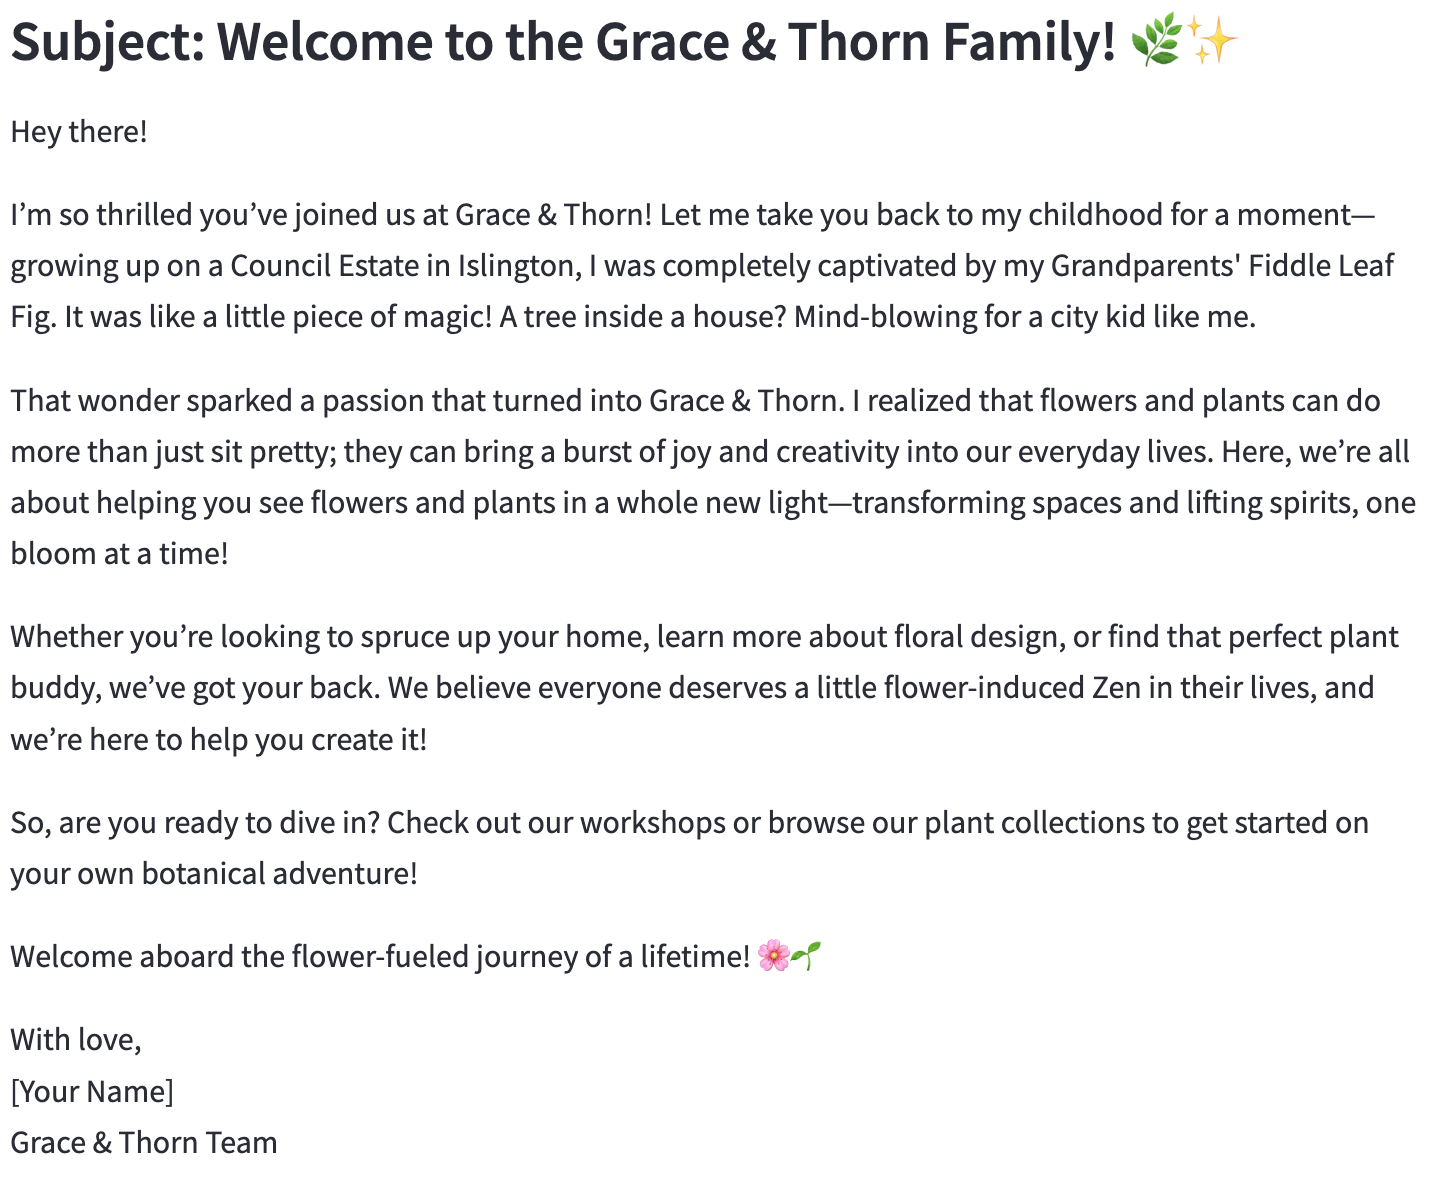 Subject: Welcome to the Grace & Thorn Family! 🌿✨
Hey there!
I’m so thrilled you’ve joined us at Grace & Thorn! Let me take you back to my childhood for a moment—
growing up on a Council Estate in Islington, I was completely captivated by my Grandparents' Fiddle Leaf
Fig. It was like a little piece of magic! A tree inside a house? Mind-blowing for a city kid like me.
That wonder sparked a passion that turned into Grace & Thorn. I realized that flowers and plants can do
more than just sit pretty; they can bring a burst of joy and creativity into our everyday lives. Here, we’re all
about helping you see flowers and plants in a whole new light—transforming spaces and lifting spirits, one
bloom at a time!
Whether you’re looking to spruce up your home, learn more about floral design, or find that perfect plant
buddy, we’ve got your back. We believe everyone deserves a little flower-induced Zen in their lives, and
we’re here to help you create it!
So, are you ready to dive in? Check out our workshops or browse our plant collections to get started on
your own botanical adventure!
Welcome aboard the flower-fueled journey of a lifetime! 🌸🌱
With love,
[Your Name]
Grace & Thorn Team